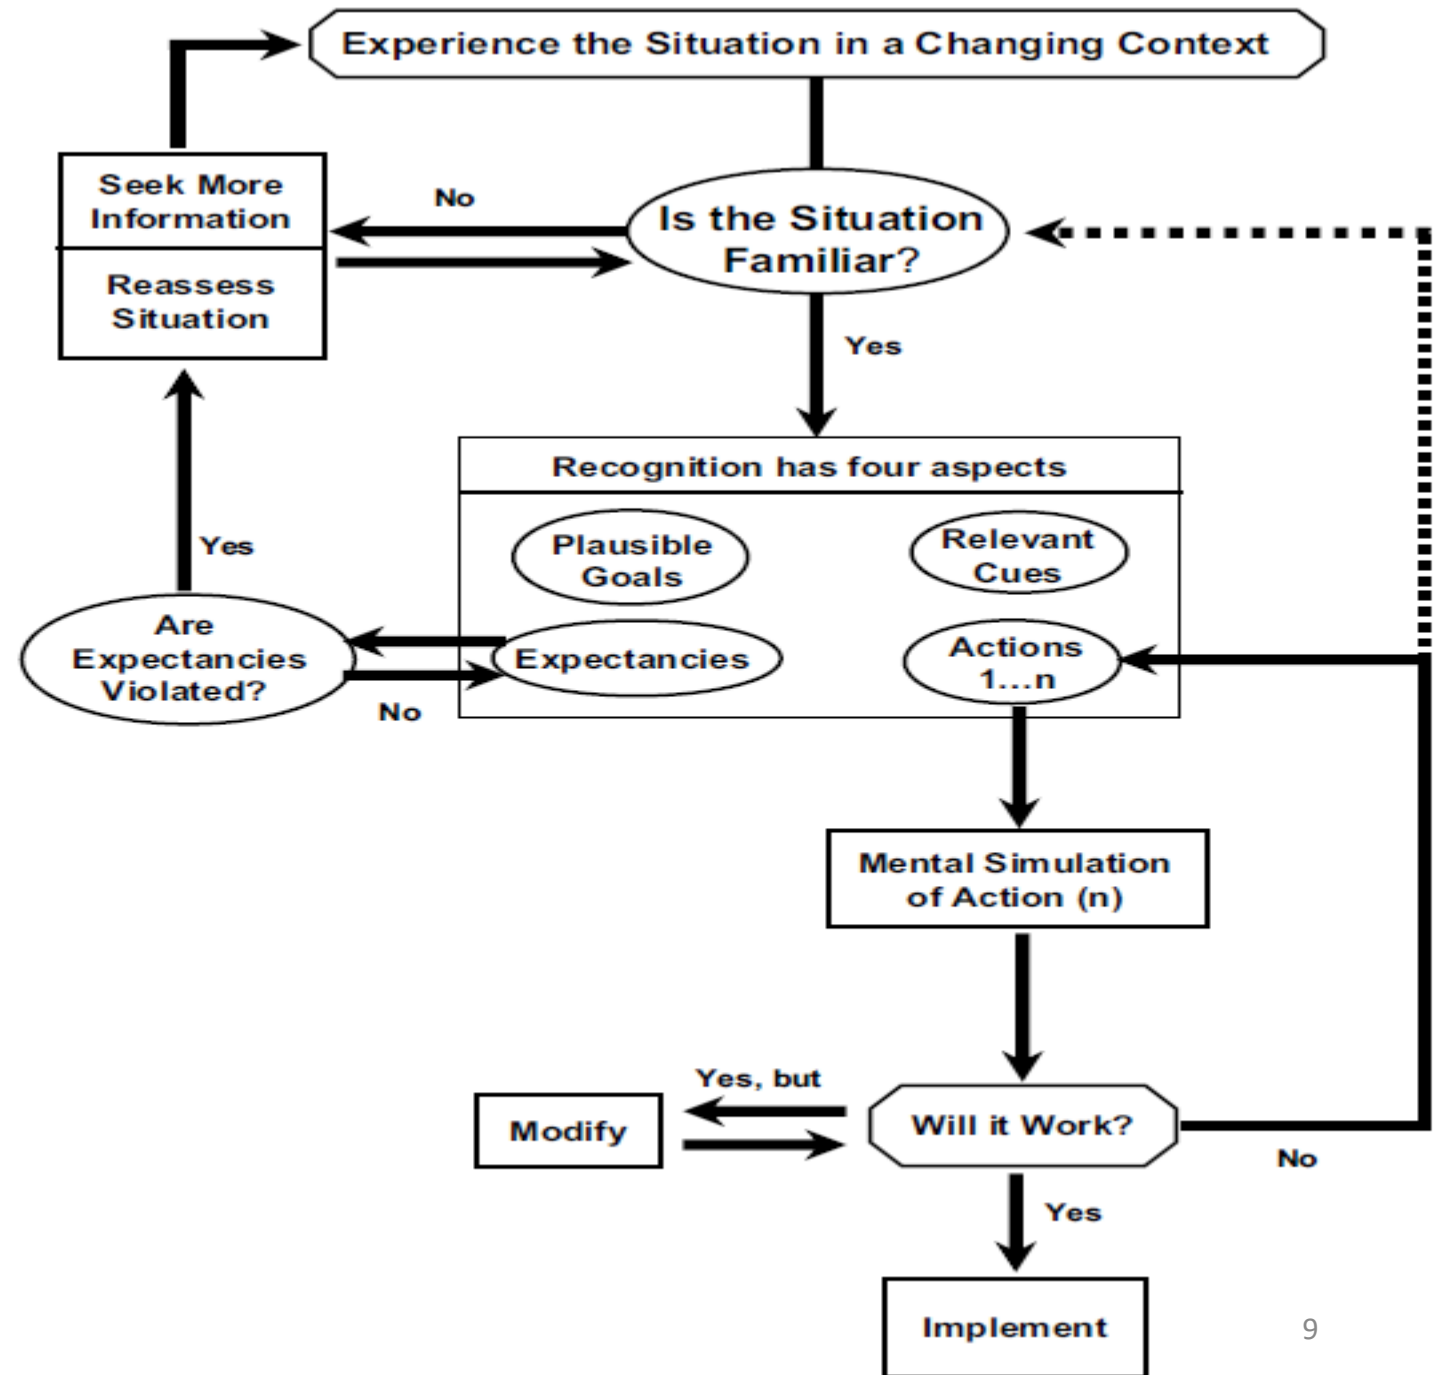 Experience the Situation in a Changing Context
Seek More
Information
Reassess
Situation
No
Is the Situation
Familiar?
Yes
Recognition has four aspects
Plausible
Goals
Relevant
Cues
Yes
Are
Expectancies
Violated?
No
Expectancies
Actions
1...n
Mental Simulation
of Action (n)
Yes, but
Modify
Will it Work?
No
Yes
Implement
9